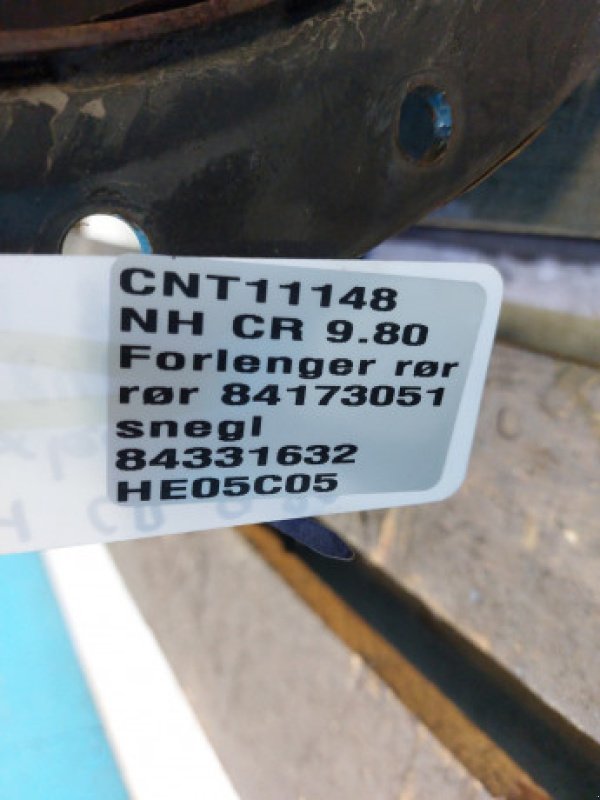 CNT11148
NH CR 9.80
Forlenger rør
rør 84173051
snegl
84331632
HE05C05